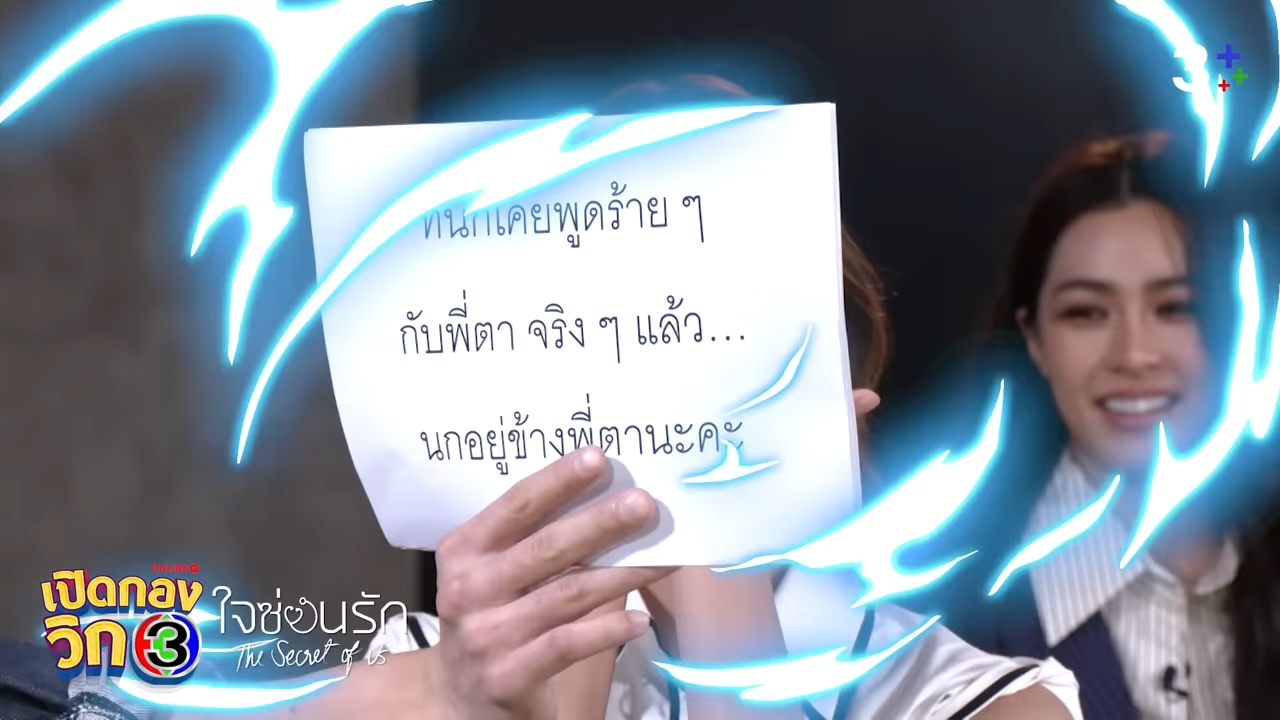 3
ที่นกเคยพูดร้าย ๆ
กับพี่ตา จริง ๆ แล้ว...
นกอยู่ข้างพี่ตานะคะ
เปิดกอง
วิก 3
ใจซ่อนรัก
The Secret of us